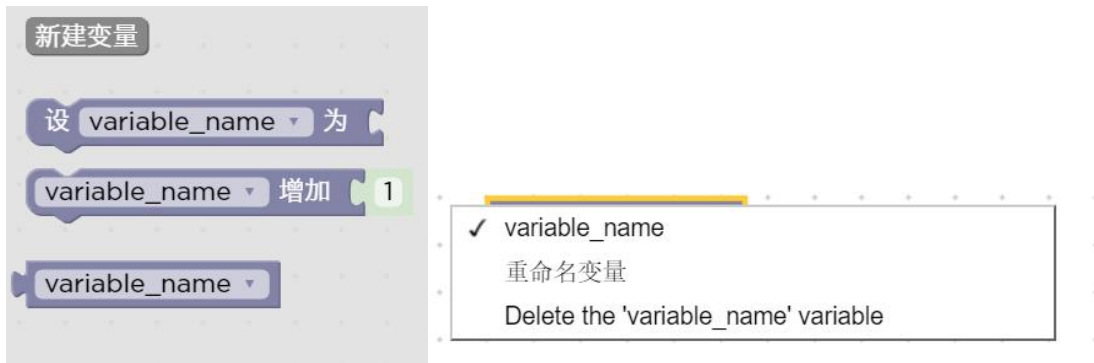 新建变量
设 variable_name 为
variable_name 增加 1
variable_name
✓ variable_name
重命名变量
Delete the 'variable_name' variable